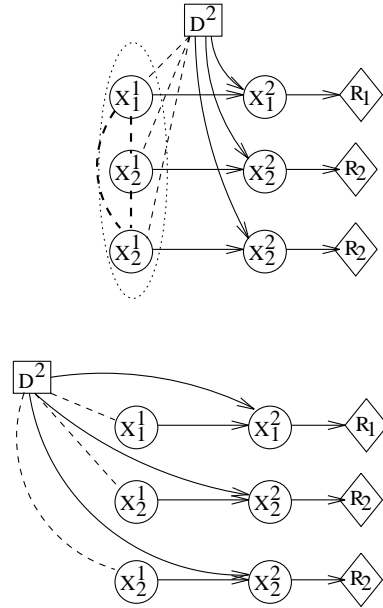 D²
X₁¹ X₁² R₁
X₂¹ X₂² R₂
X₂¹ X₂² R₂
D²
X₁¹ X₁² R₁
X₂¹ X₂² R₂
X₂¹ X₂² R₂